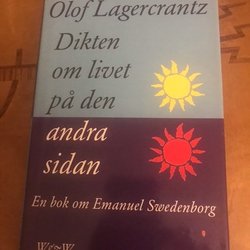 Olof Lagercrantz
Dikten
om livet
på den
andra
sidan
En bok om Emanuel Swedenborg
W&W